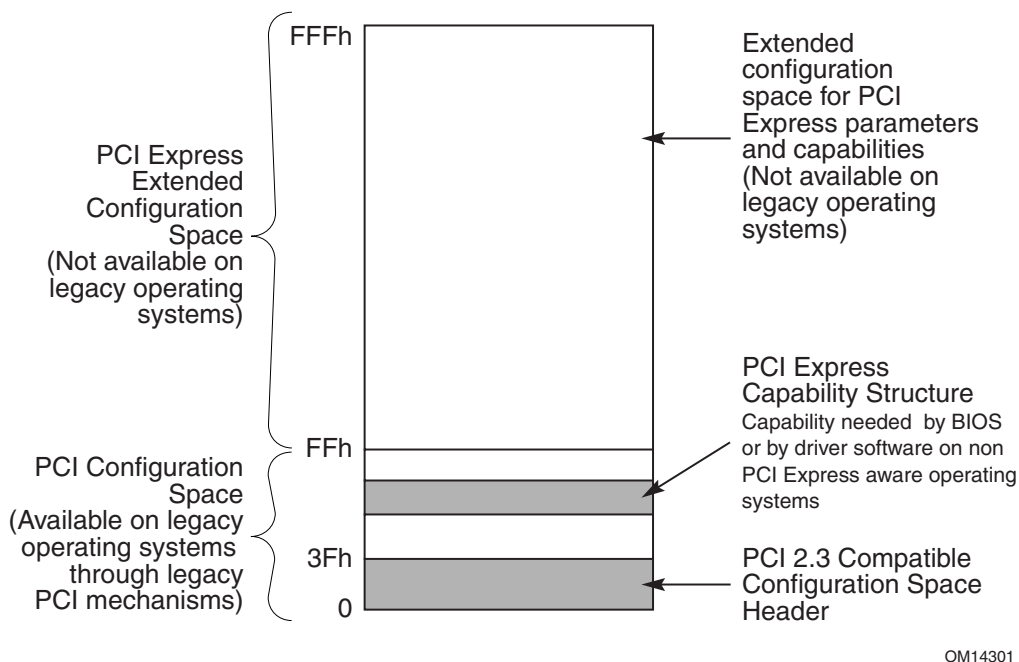 FFFh
PCI Express
Extended
Configuration
Space
(Not available on
legacy operating
systems)
Extended
configuration
space for PCI
Express parameters
and capabilities
(Not available on
legacy operating
systems)
FFh
PCI Configuration
Space
(Available on legacy
operating systems
through legacy
PCI mechanisms)
3Fh
0
PCI Express
Capability Structure
Capability needed by BIOS
or by driver software on non
PCI Express aware operating
systems
PCI 2.3 Compatible
Configuration Space
Header
OM14301